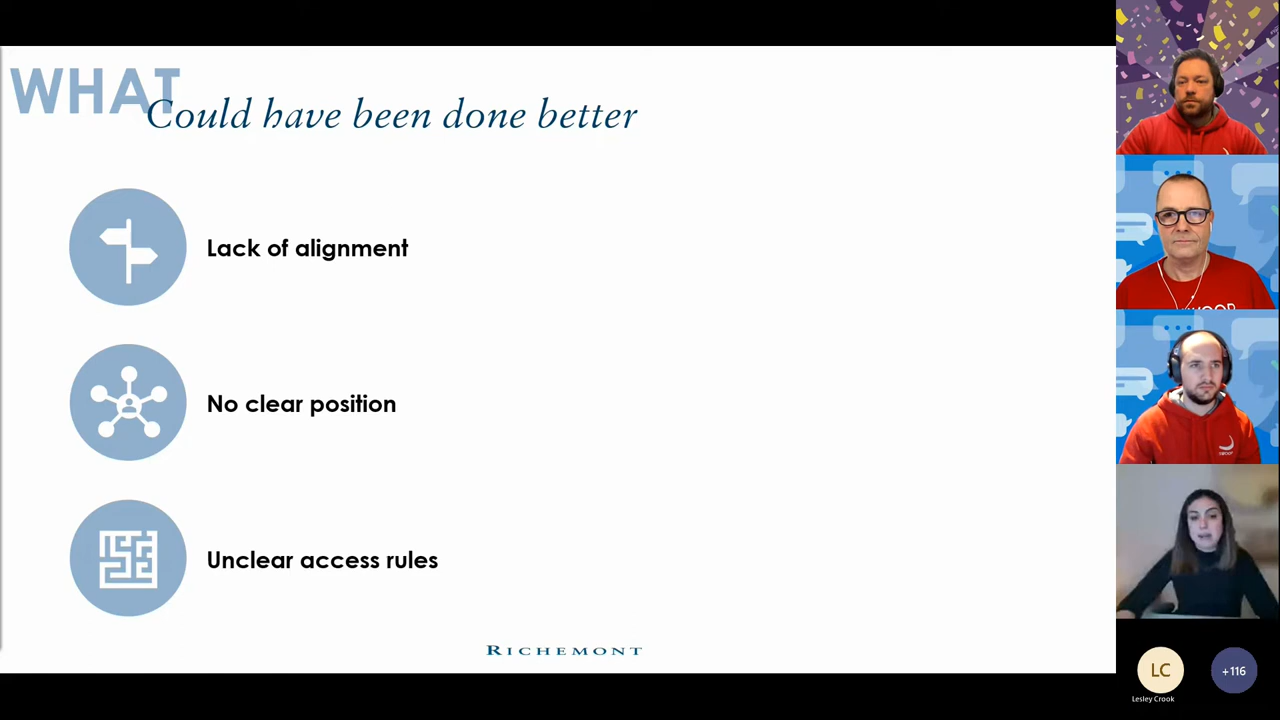 WHAT
Could have been done better
Lack of alignment
No clear position
Unclear access rules
RICHEMONT
LC
+116
Lesley Crook